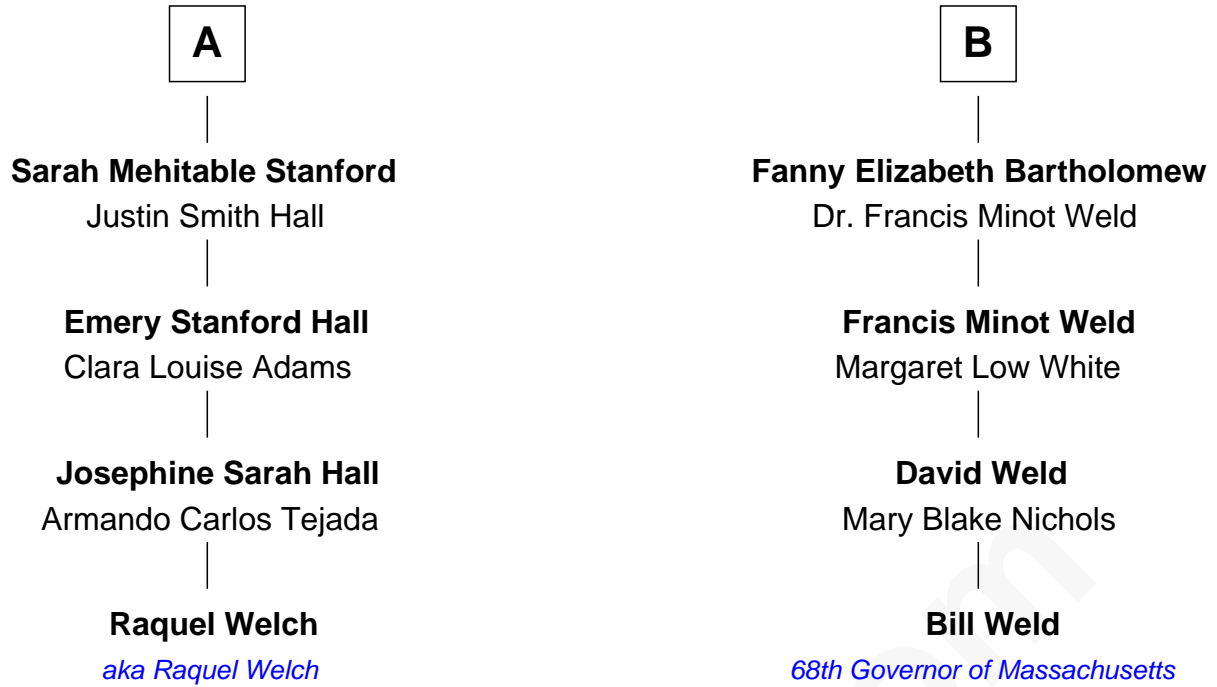 A
Sarah Mehitable Stanford
Justin Smith Hall
Emery Stanford Hall
Clara Louise Adams
Josephine Sarah Hall
Armando Carlos Tejada
Raquel Welch
aka Raquel Welch
B
Fanny Elizabeth Bartholomew
Dr. Francis Minot Weld
Francis Minot Weld
Margaret Low White
David Weld
Mary Blake Nichols
Bill Weld
68th Governor of Massachusetts